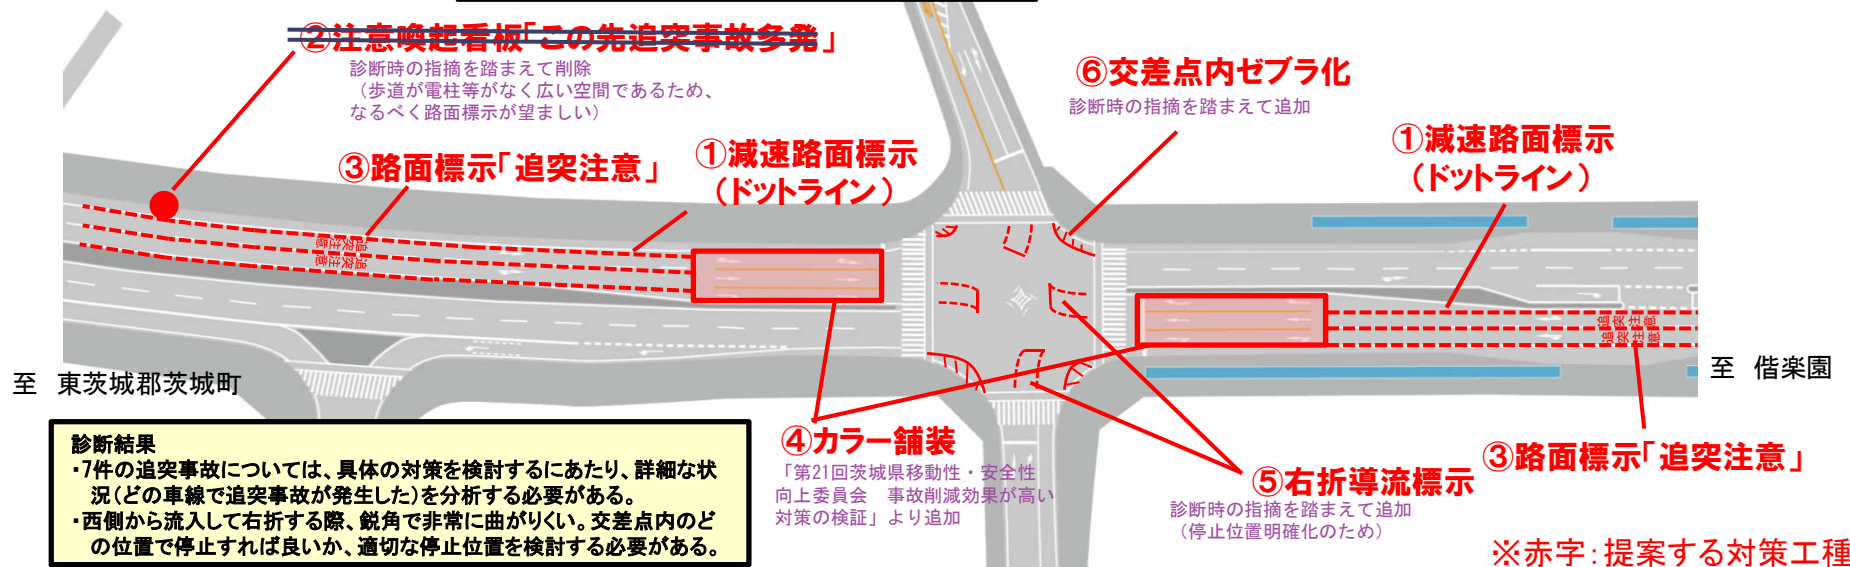 ②注意喚起看板「この先追突事故多発」
診断時の指摘を踏まえて削除
（歩道が電柱等がなく広い空間であるため、
なるべく路面標示が望ましい）
③路面標示「追突注意」
①減速路面標示
（ドットライン）
⑥交差点内ゼブラ化
診断時の指摘を踏まえて追加
①減速路面標示
（ドットライン）
追突注意
追突注意
追突注意
追突注意
至　東茨城郡茨城町
至　偕楽園
診断結果
・7件の追突事故については、具体の対策を検討するにあたり、詳細な状
況（どの車線で追突事故が発生した）を分析する必要がある。
・西側から流入して右折する際、鋭角で非常に曲がりくい。交差点内のど
の位置で停止すれば良いか、適切な停止位置を検討する必要がある。
④カラー舗装
「第21回茨城県移動性・安全性
向上委員会　事故削減効果が高い
対策の検証」より追加
⑤右折導流標示
診断時の指摘を踏まえて追加
（停止位置明確化のため）
③路面標示「追突注意」
※赤字：提案する対策工種